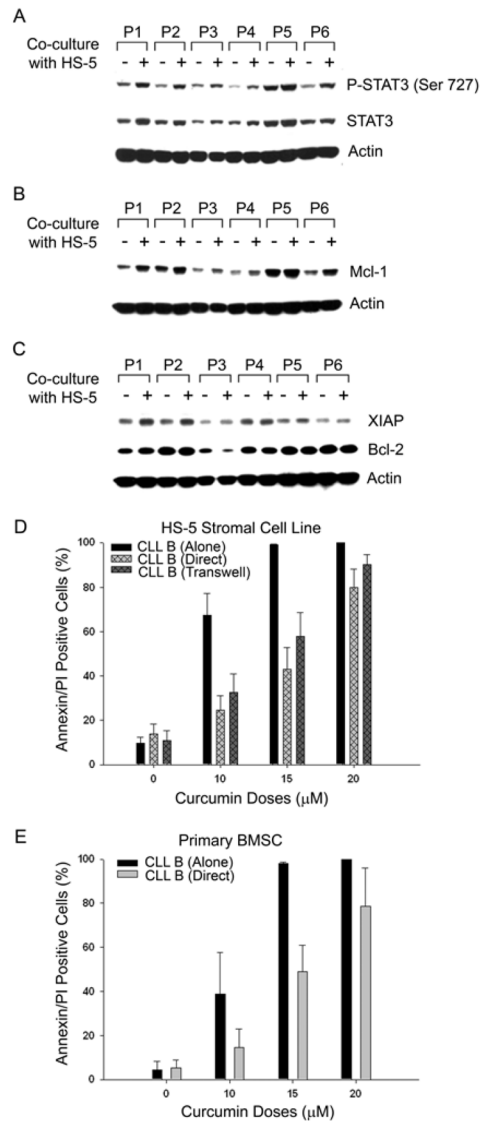 A
P1 P2 P3 P4 P5 P6
Co-culture
with HS-5 - + - + - + - + - + - +
P-STAT3 (Ser 727)
STAT3
Actin
B
P1 P2 P3 P4 P5 P6
Co-culture
with HS-5 - + - + - + - + - + - +
Mcl-1
Actin
C
P1 P2 P3 P4 P5 P6
Co-culture
with HS-5 - + - + - + - + - + - +
XIAP
Bcl-2
Actin
D
HS-5 Stromal Cell Line
CLL B (Alone)
CLL B (Direct)
CLL B (Transwell)
Annexin/PI Positive Cells (%)
100
80
60
40
20
0
0 10 15 20
Curcumin Doses (μM)
E
Primary BMSC
CLL B (Alone)
CLL B (Direct)
Annexin/PI Positive Cells (%)
100
80
60
40
20
0
0 10 15 20
Curcumin Doses (μM)